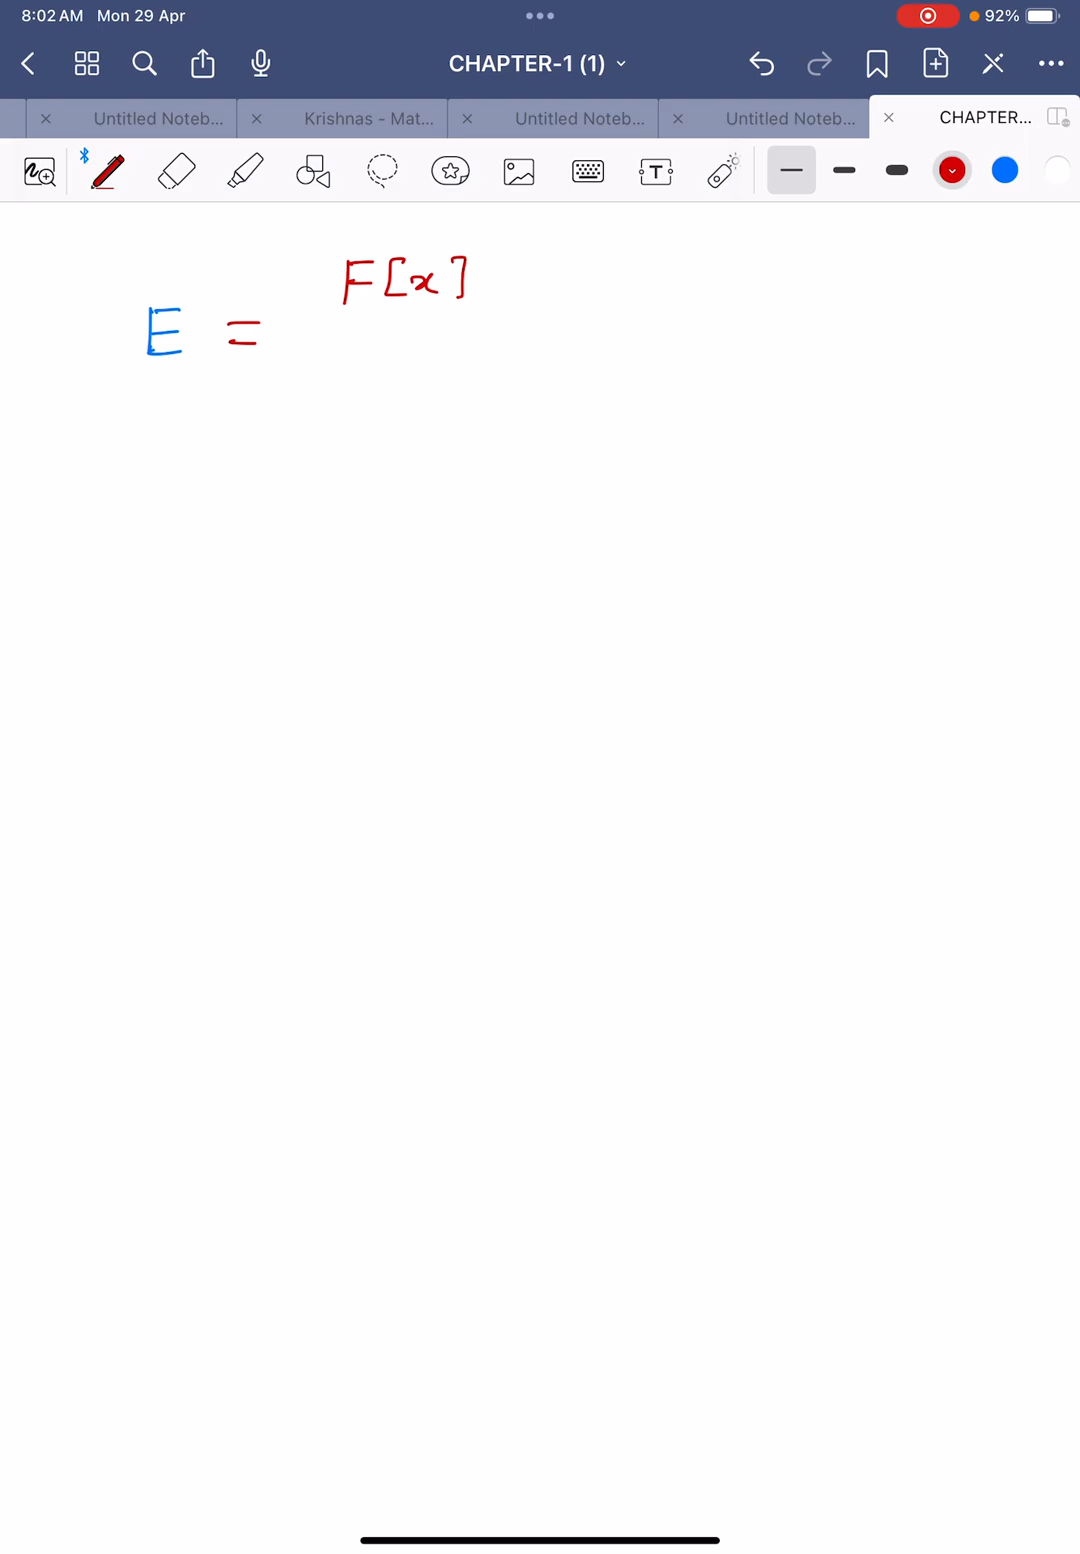 8:02 AM Mon 29 Apr 92%
CHAPTER-1 (1)
Untitled Noteb... Krishnas - Mat... Untitled Noteb... Untitled Noteb... CHAPTER...
T
F[x]
E =